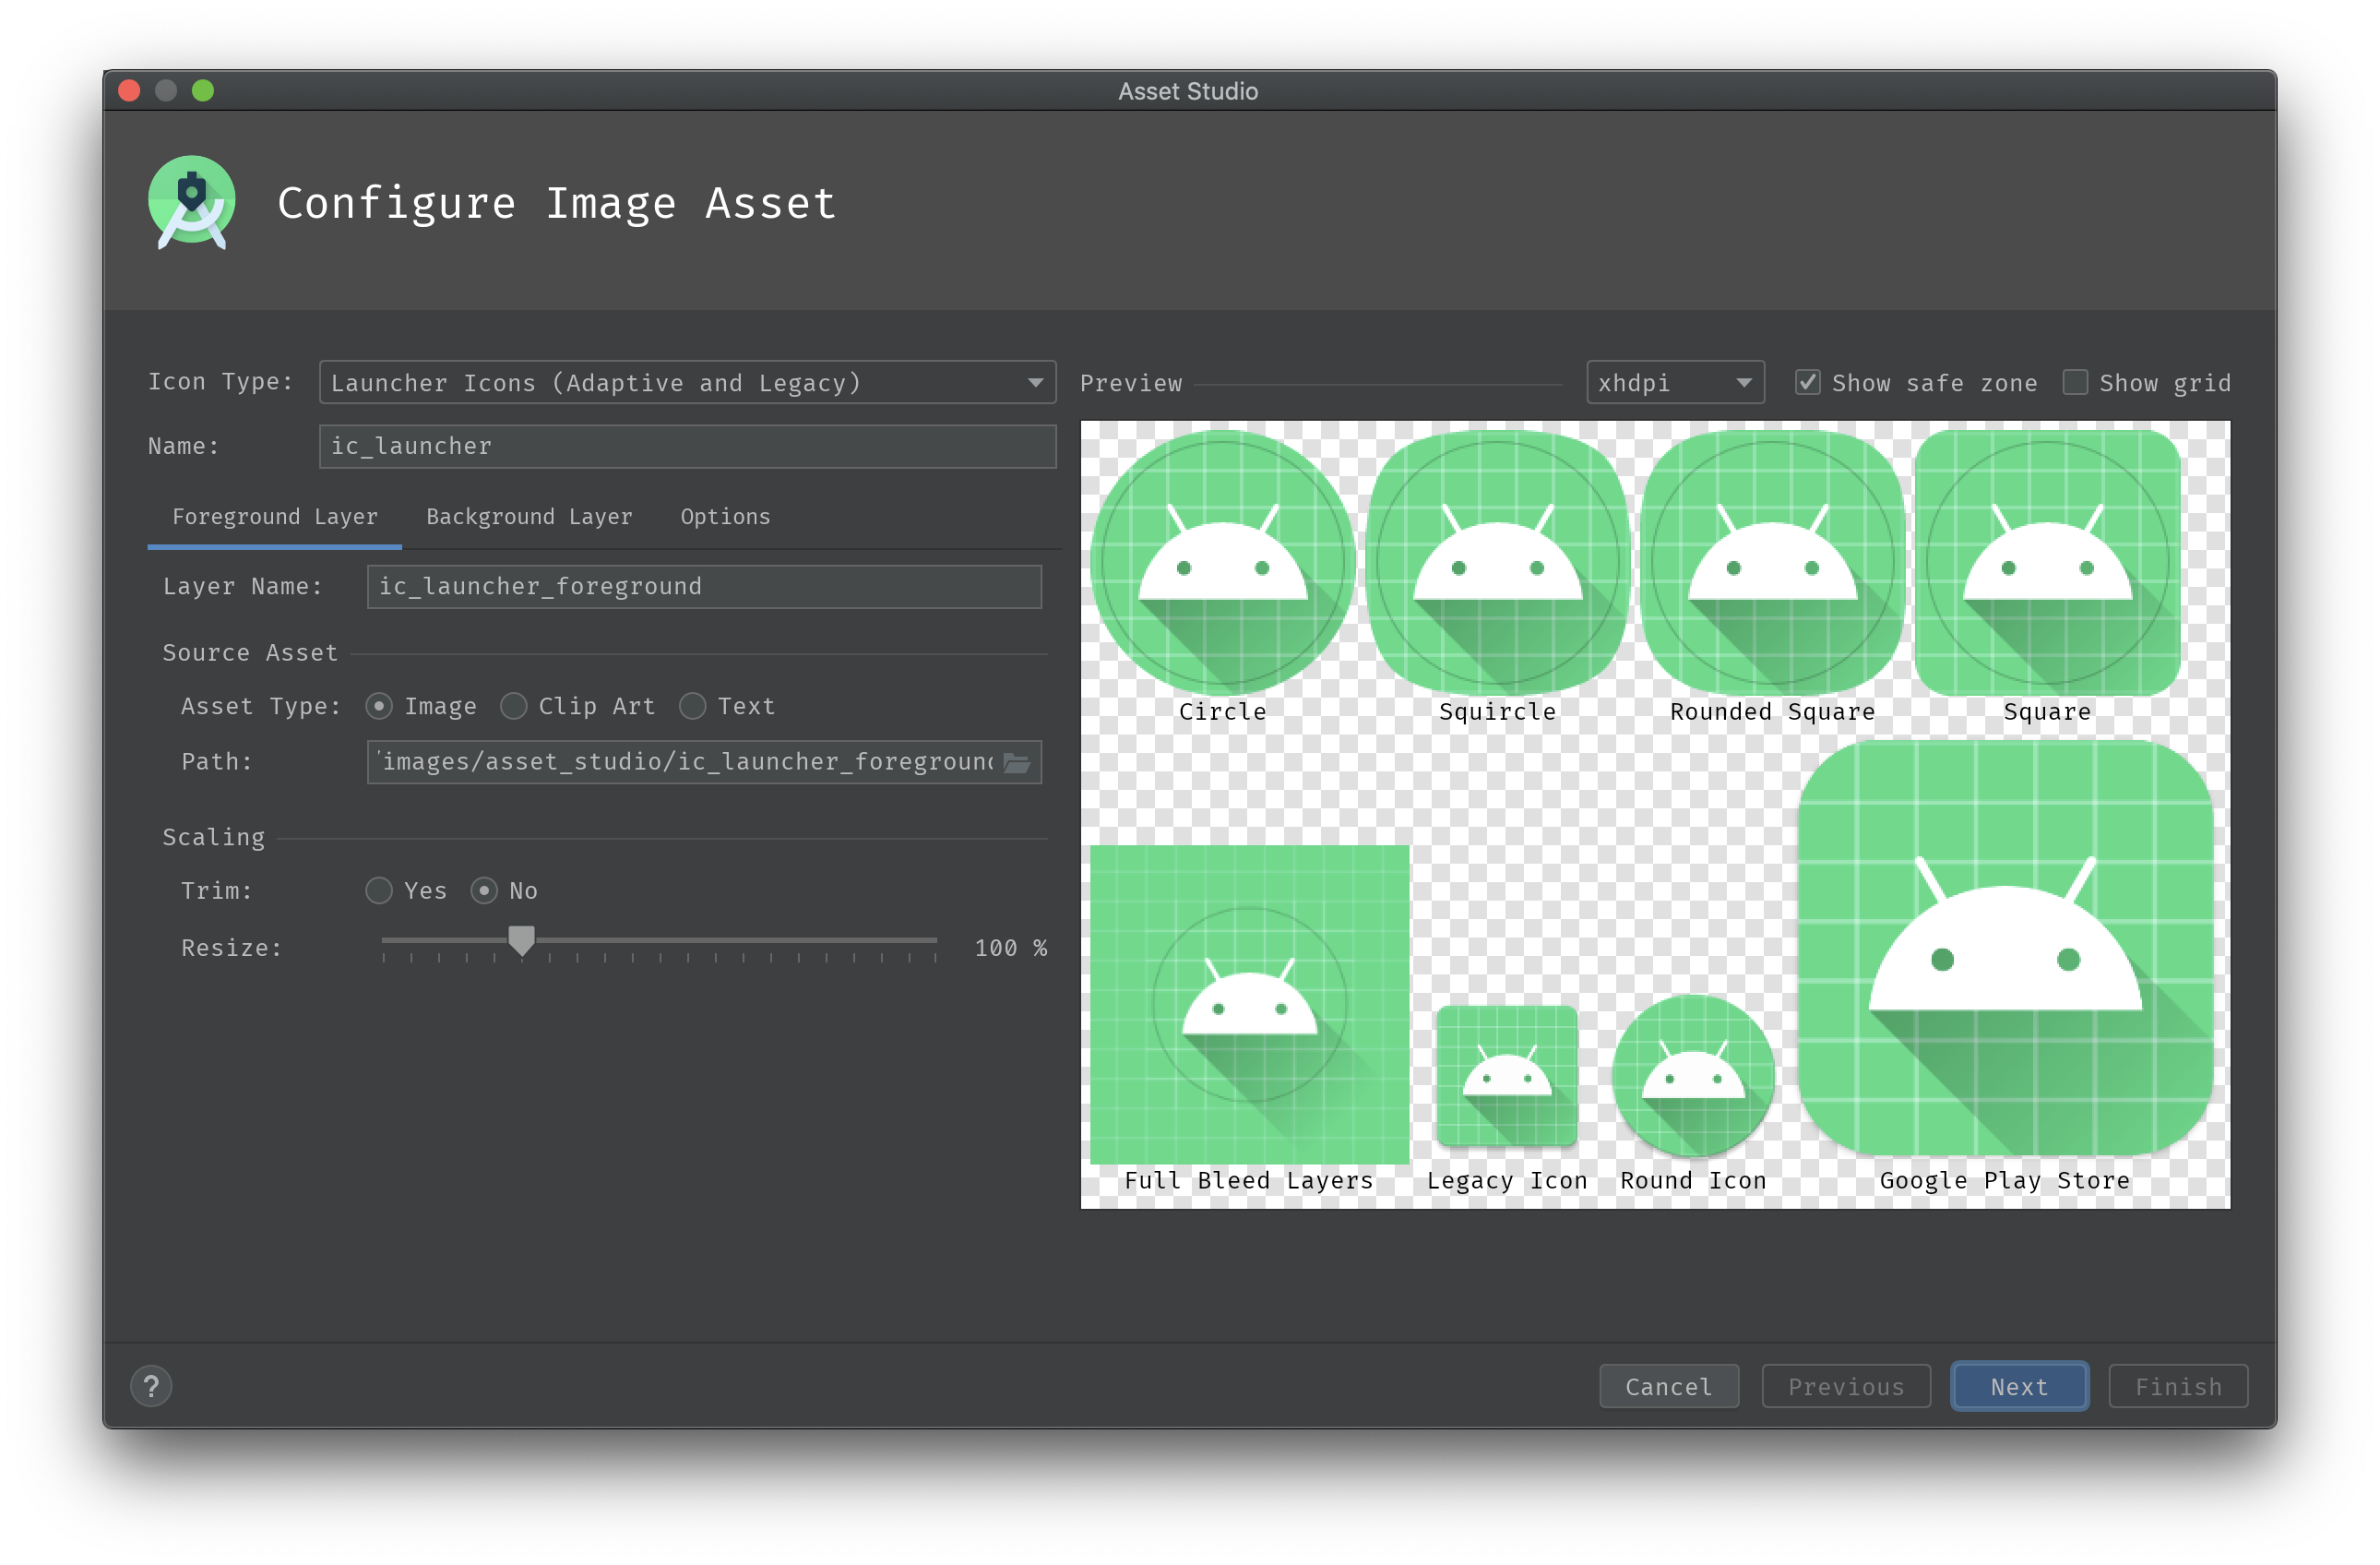 Asset Studio
Configure Image Asset
Icon Type: Launcher Icons (Adaptive and Legacy)
Name: ic_launcher
Foreground Layer Background Layer Options
Layer Name: ic_launcher_foreground
Source Asset
Asset Type: Image Clip Art Text
Path: /images/asset_studio/ic_launcher_foreground
Scaling
Trim: Yes No
Resize: 100 %
Preview xhdpi Show safe zone Show grid
Circle Squircle Rounded Square Square
Full Bleed Layers Legacy Icon Round Icon Google Play Store
? Cancel Previous Next Finish